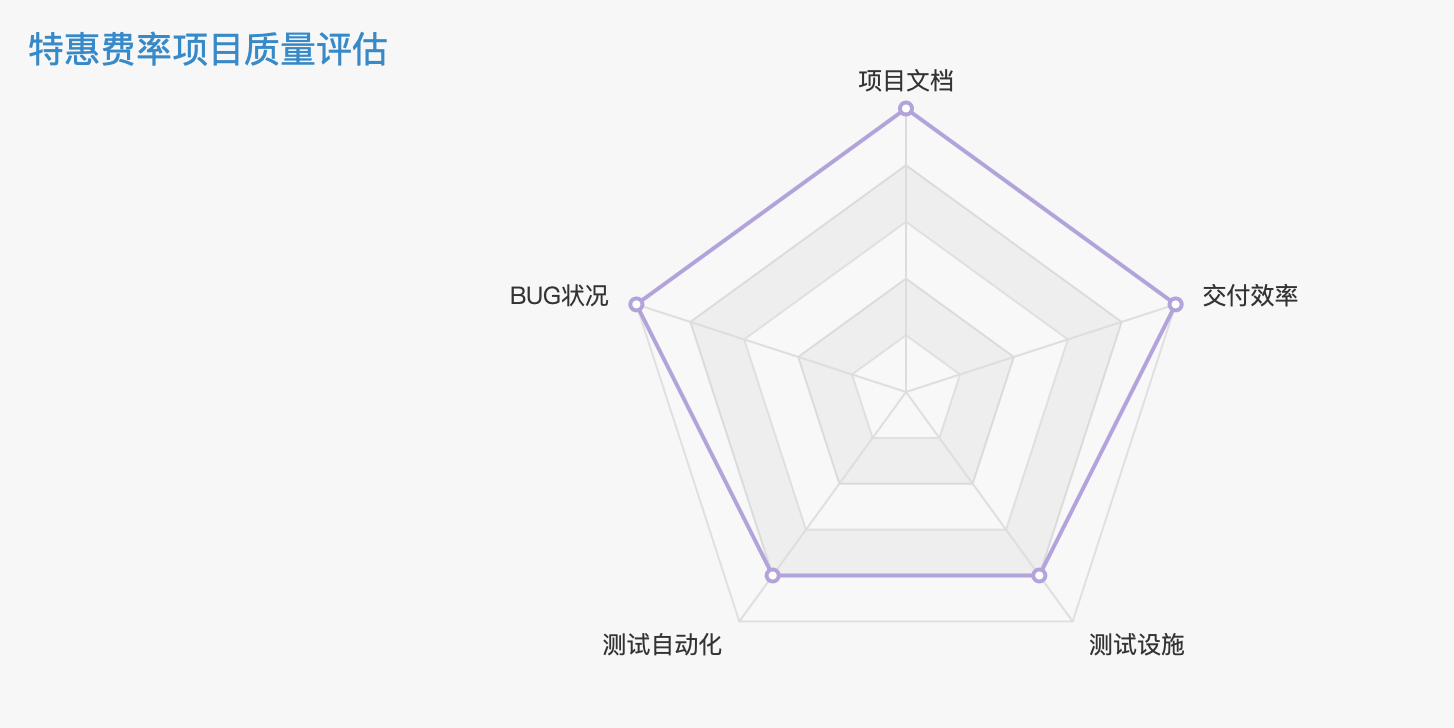 特惠费率项目质量评估
项目文档
BUG状况
交付效率
测试自动化
测试设施